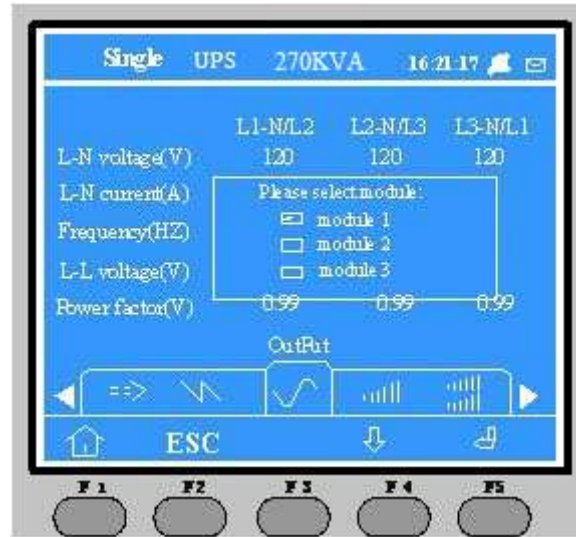 Single UPS 270KVA 16:21:17
L1-N/L2 L2-N/L3 L3-N/L1
L-N voltage(V) 120 120 120
L-N current(A)
Please select module:
module 1
Frequency(HZ)
module 2
module 3
L-L voltage(V)
Power factor(V) 0.99 0.99 0.99
OutPut
ESC
F1 F2 F3 F4 F5